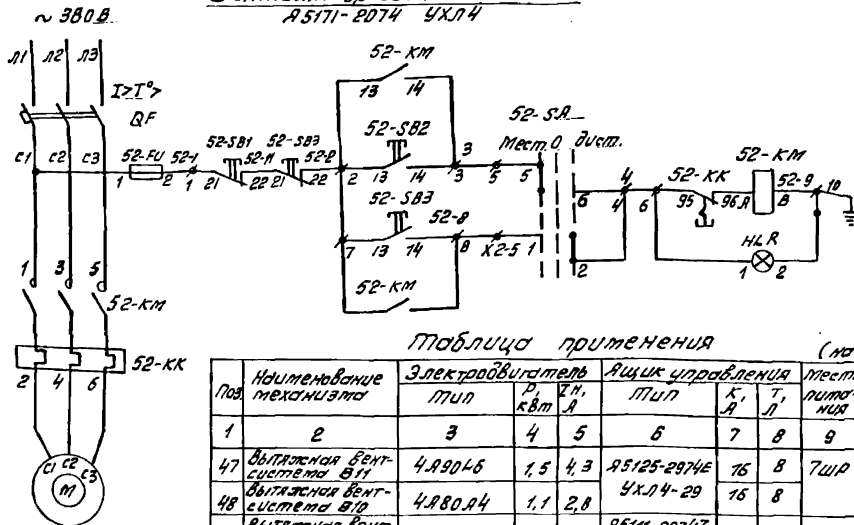 Я5171-2074 УХЛ4
~ 380 В
Л1 Л2 Л3
I> T°>
QF
С1 С2 С3
52-FU 52-1
1 2 1
52-SB1 52-11 52-SB3 52-2
21 22 21 22 2
52-КМ
13 14
52-SB2
13 14
3
3
5
52-SB3 52-8
7 13 14 8 Х2-5 1
52-КМ
52-SA
Мест. О дист.
5
6
2
4
4
6
52-КК
95 96 А
52-КМ
В
52-9
10
HLR
1 2
1 3 5
52-КМ
52-КК
2 4 6
С1 С2 С3
М
Таблица применения
Поз. Наименование механизма Электродвигатель Ящик управления
Тип Р, кВт Iн, А Тип К, А Т, Л
1 2 3 4 5 6 7 8 9
47 Вытяжная вент-система В11 4А90L6 1,5 4,3 Я5125-2974Е УХЛ4-29 16 8 7ШР
48 Вытяжная вент-система В10 4А80А4 1,1 2,8 16 8